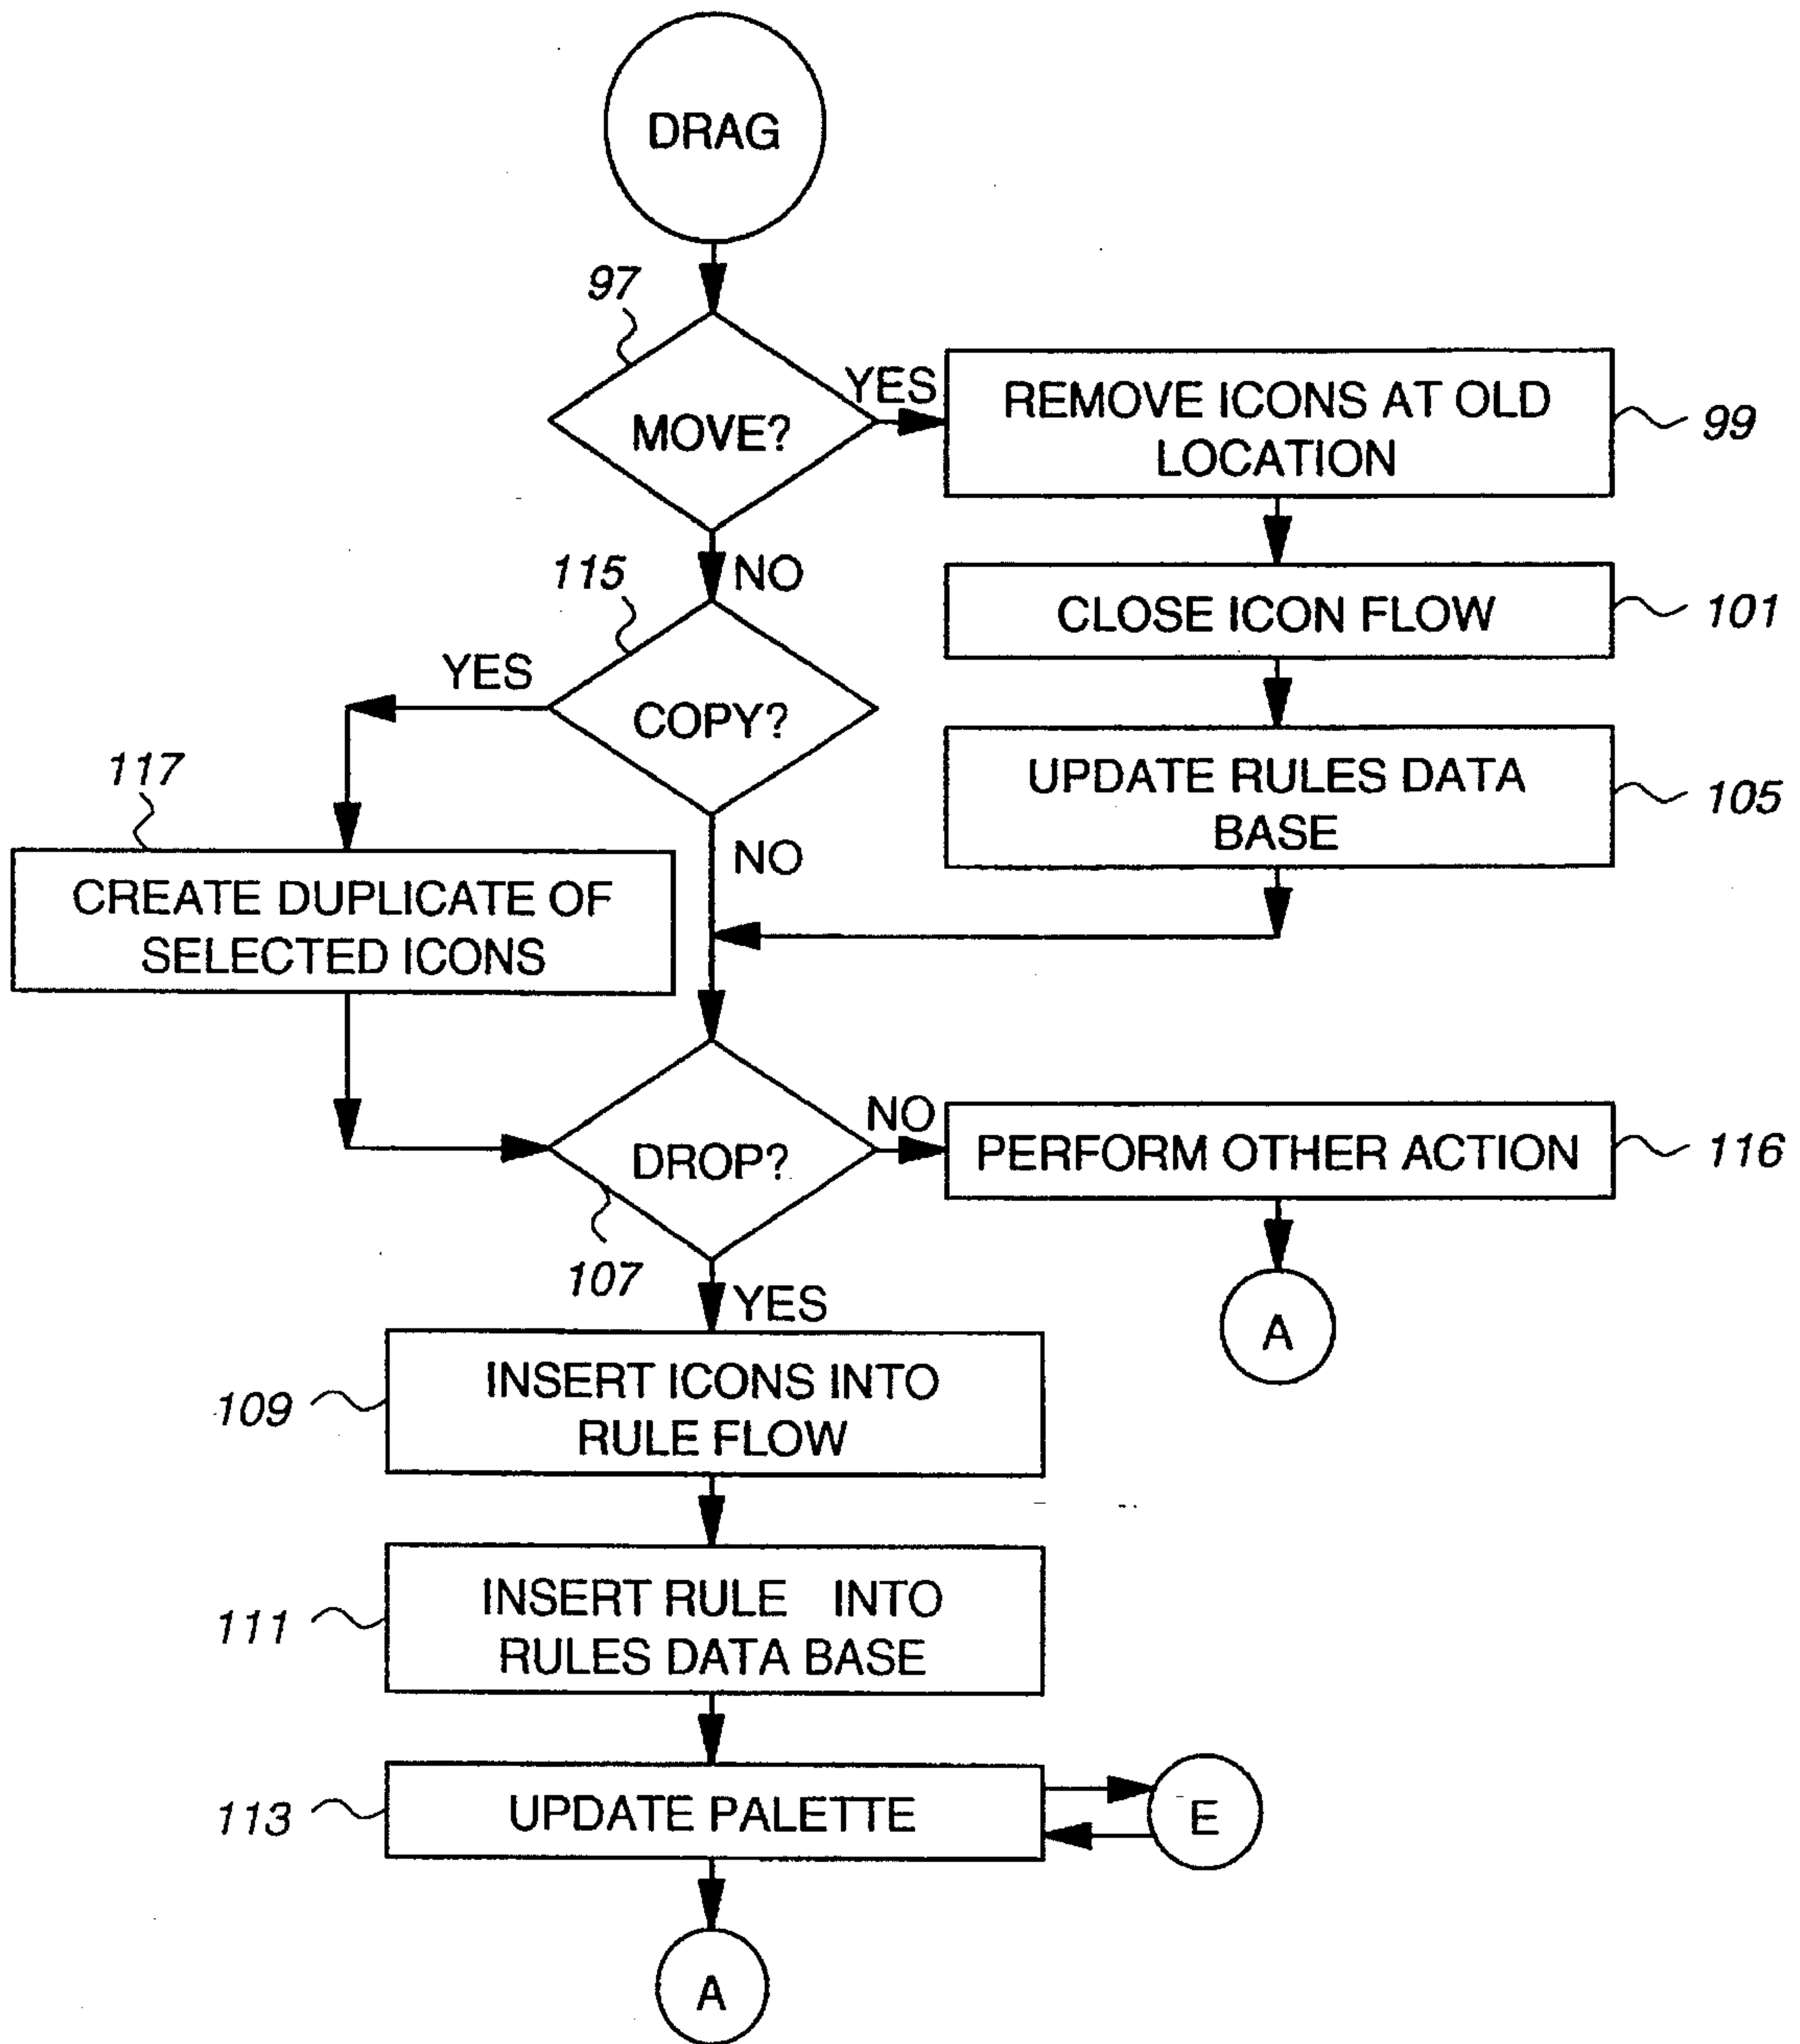 DRAG
97
MOVE?
YES
REMOVE ICONS AT OLD
LOCATION
99
NO
115
CLOSE ICON FLOW
101
YES
COPY?
UPDATE RULES DATA
BASE
105
117
NO
CREATE DUPLICATE OF
SELECTED ICONS
DROP?
NO
PERFORM OTHER ACTION
116
107
YES
A
INSERT ICONS INTO
RULE FLOW
109
INSERT RULE INTO
RULES DATA BASE
111
UPDATE PALETTE
113
E
A